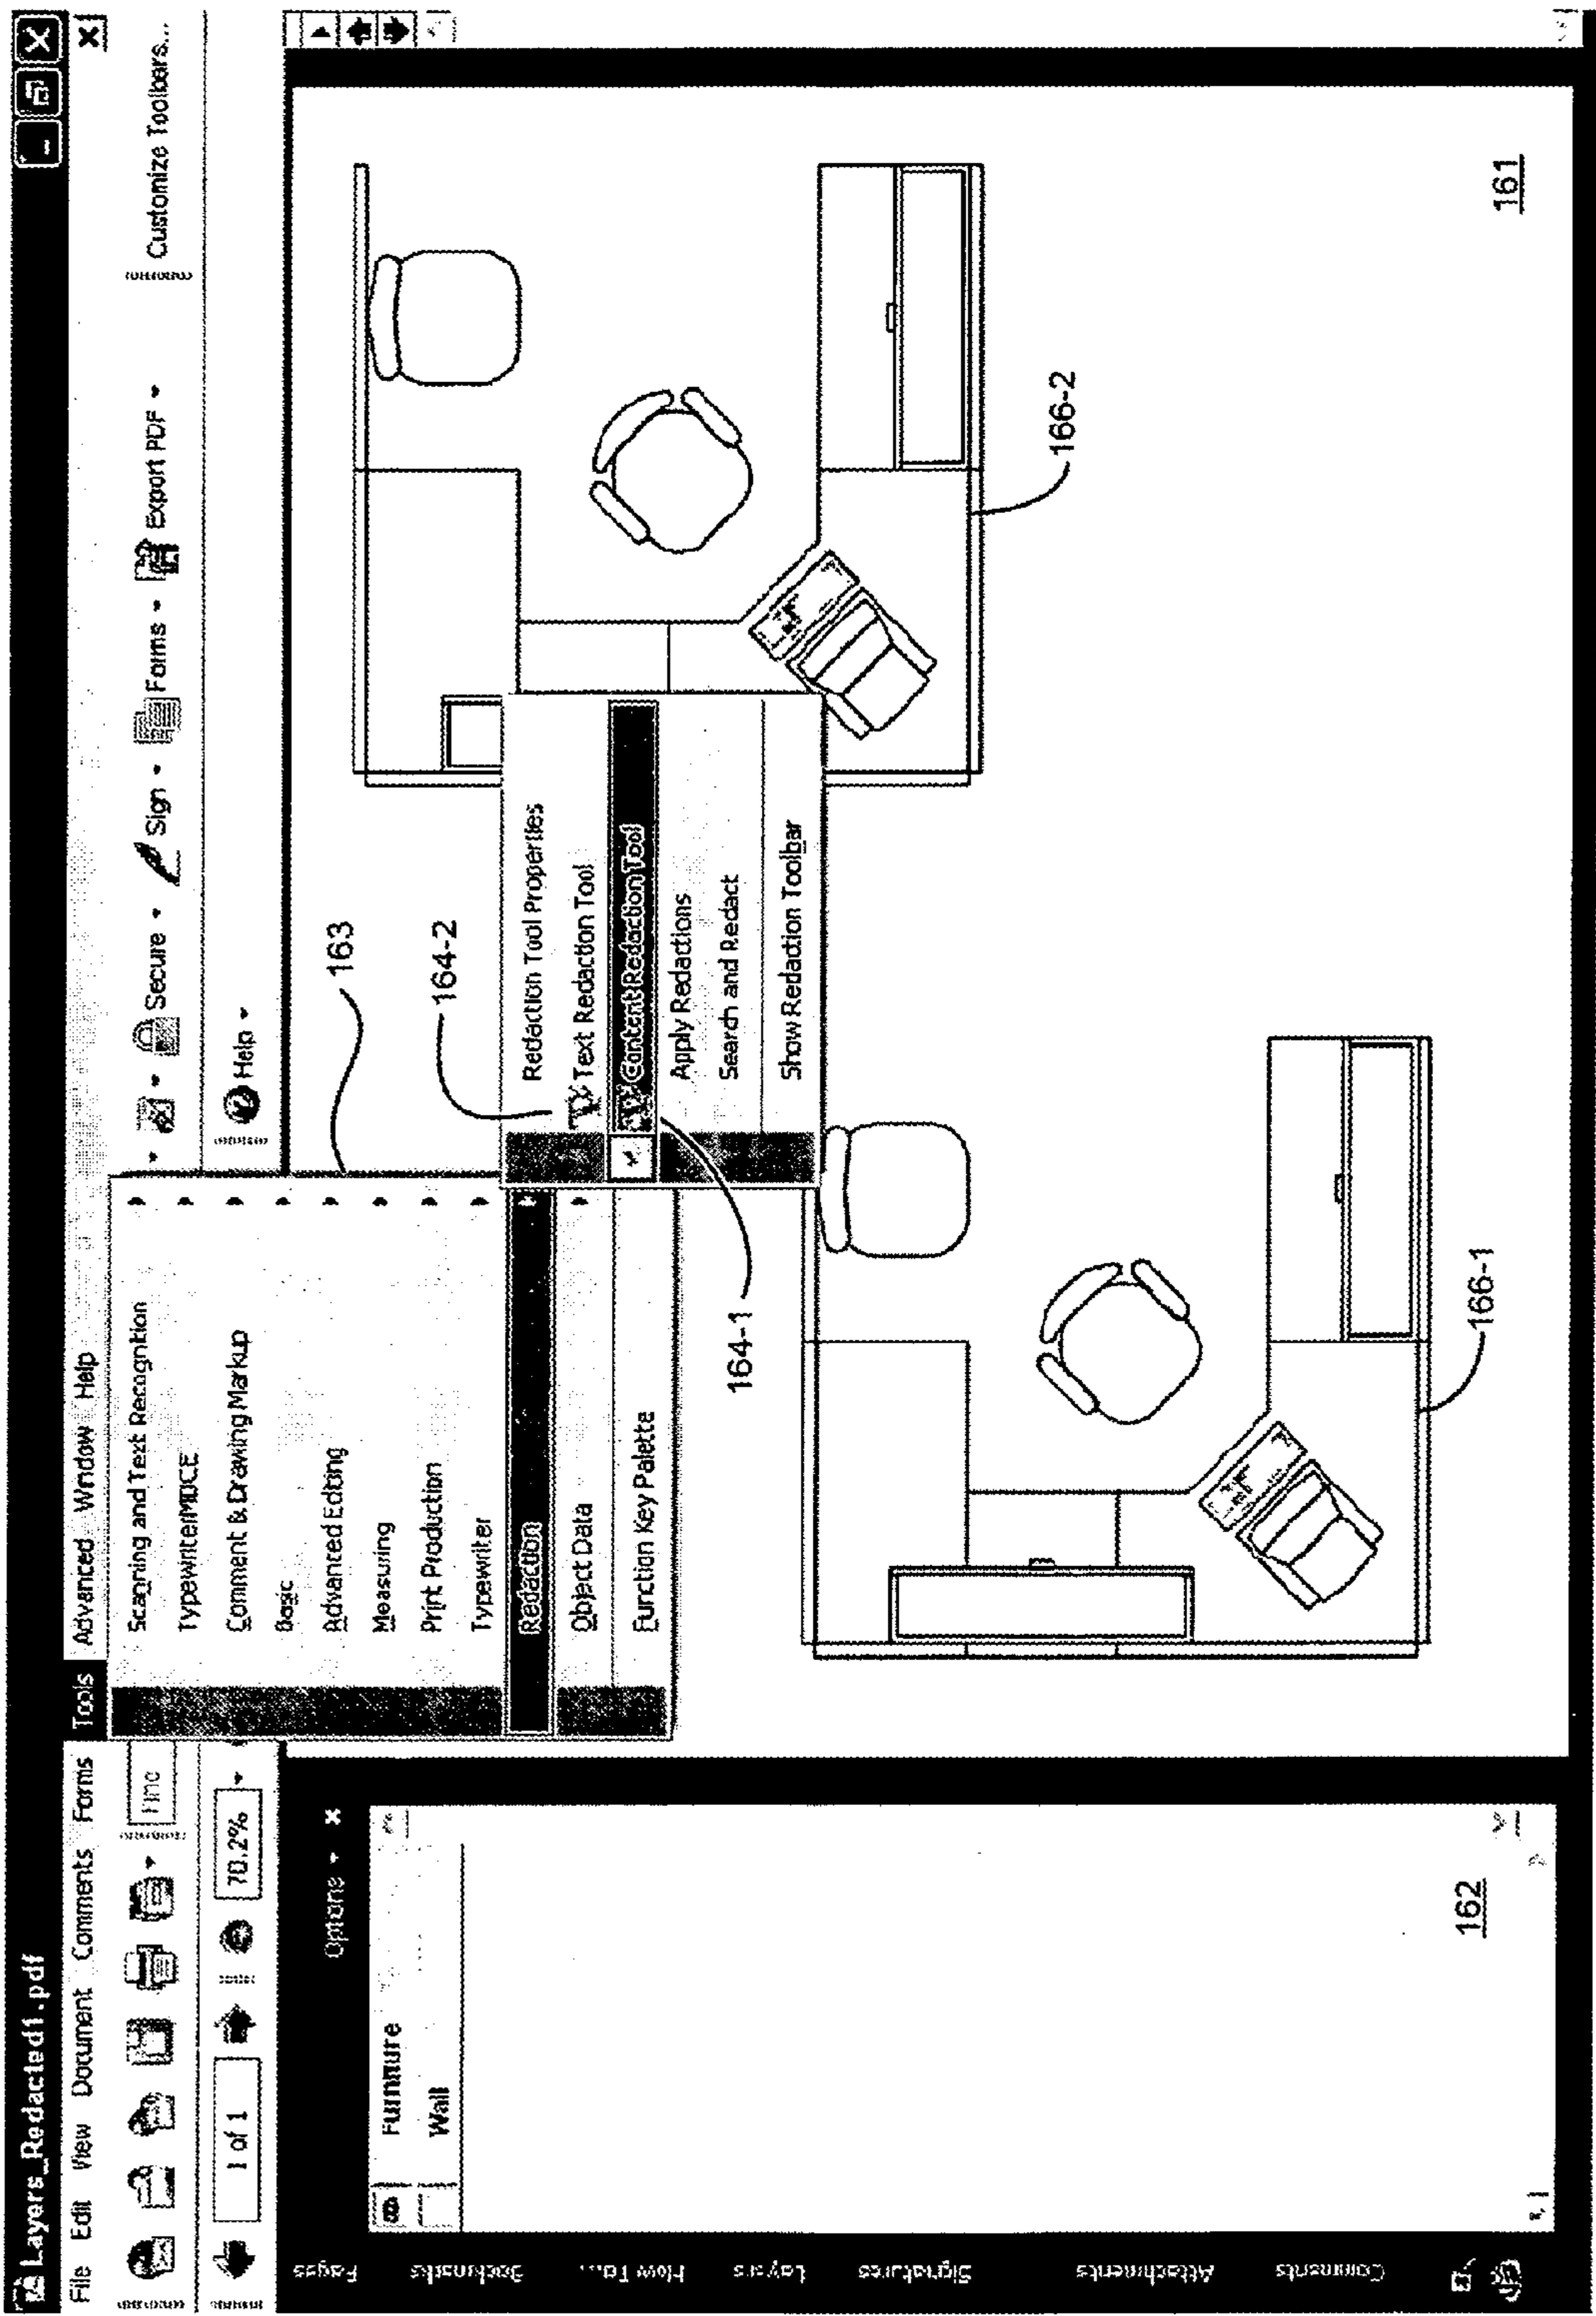 Layers_Redacted1.pdf
File Edit View Document Comments Forms Tools Advanced Window Help
Secure Sign Forms Export PDF Customize Toolbars...
1 of 1 70.2% Help
Options
Furniture
Wall
Pages
Bookmarks
How To...
Layers
Signatures
Attachments
Comments
162
Scanning and Text Recognition
TypewriterMDCE
Comment & Drawing Markup
Basic
Advanced Editing
Measuring
Print Production
Typewriter
Redaction
Object Data
Function Key Palette
163
164-2
Redaction Tool Properties
Text Redaction Tool
Content Redaction Tool
Apply Redactions
Search and Redact
Show Redaction Toolbar
164-1
166-2
166-1
161